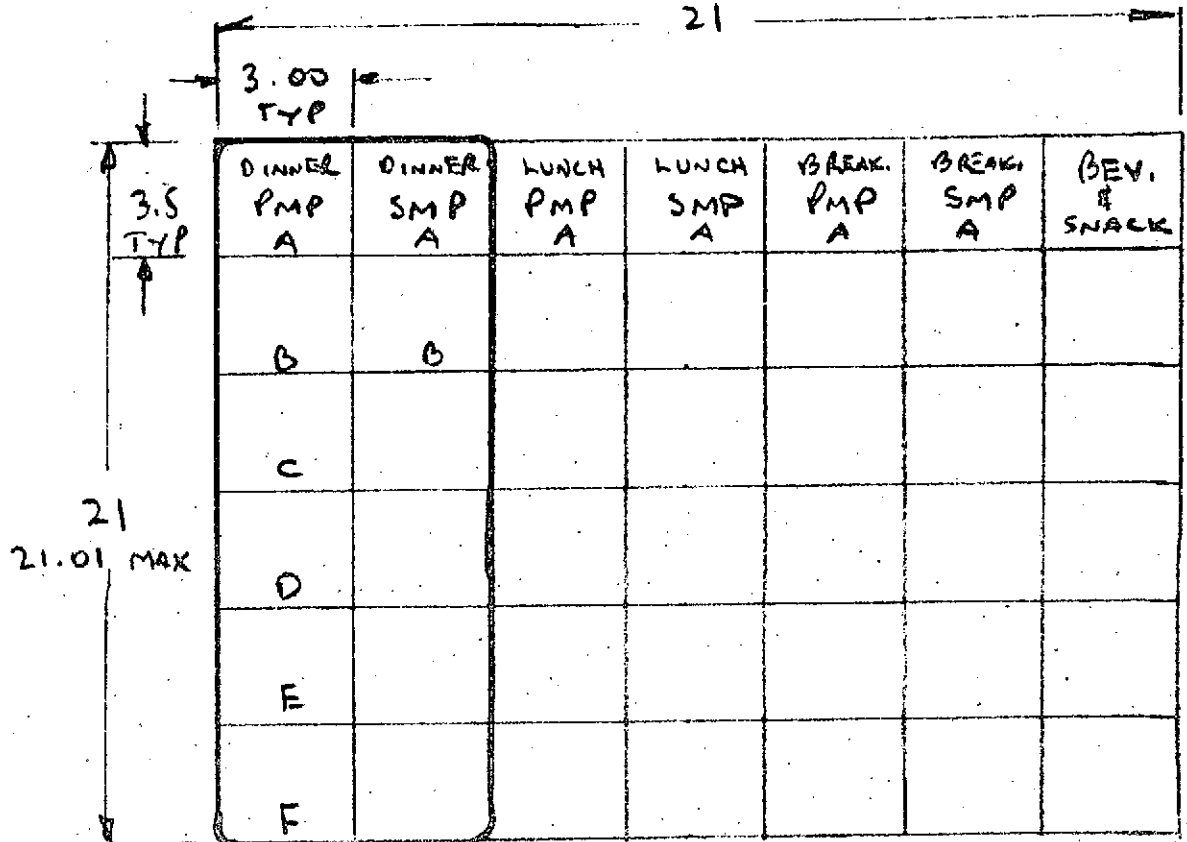 21
3.00
TYP
3.5
TYP
21
21.01 MAX
DINNER
PMP
A
DINNER
SMP
A
LUNCH
PMP
A
LUNCH
SMP
A
BREAK.
PMP
A
BREAK.
SMP
A
BEV.
&
SNACK
B
B
C
D
E
F